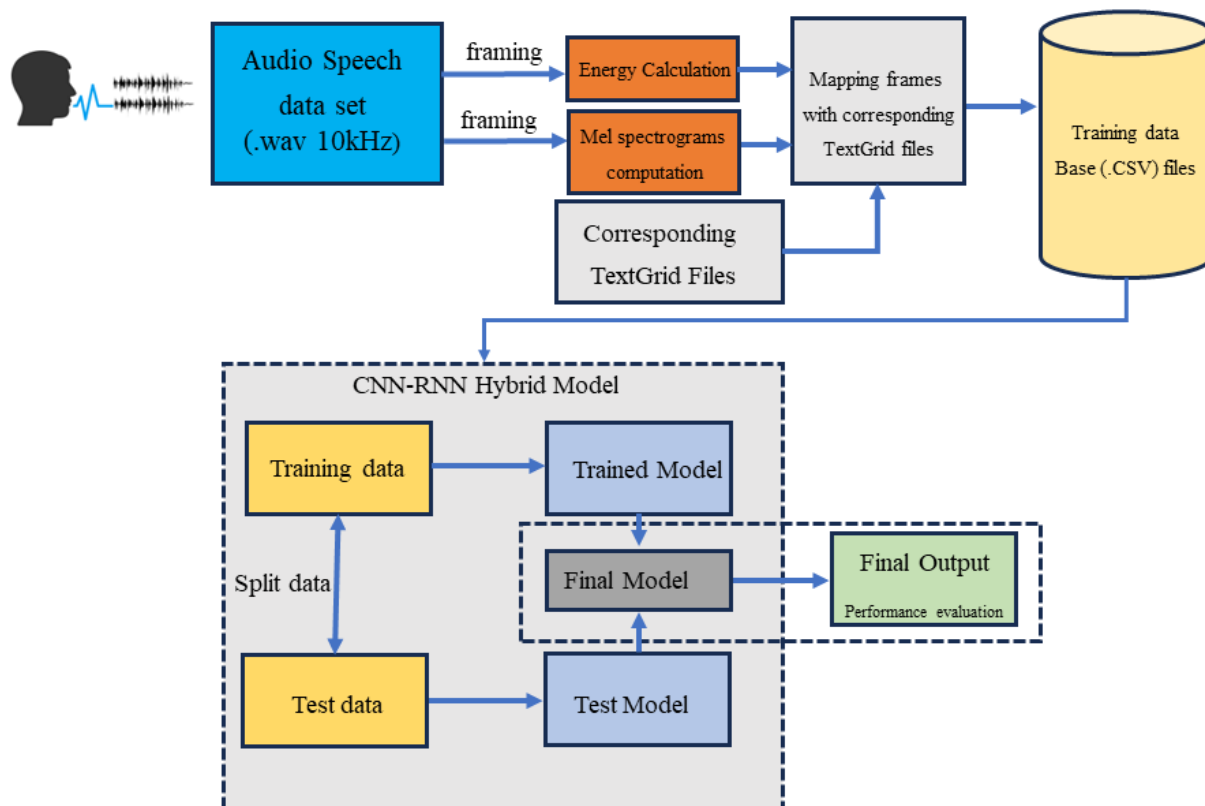 Audio Speech
data set
(.wav 10kHz)
framing
framing
Energy Calculation
Mel spectrograms
computation
Corresponding
TextGrid Files
Mapping frames
with corresponding
TextGrid files
Training data
Base (.CSV) files
CNN-RNN Hybrid Model
Training data
Trained Model
Split data
Final Model
Final Output
Performance evaluation
Test data
Test Model